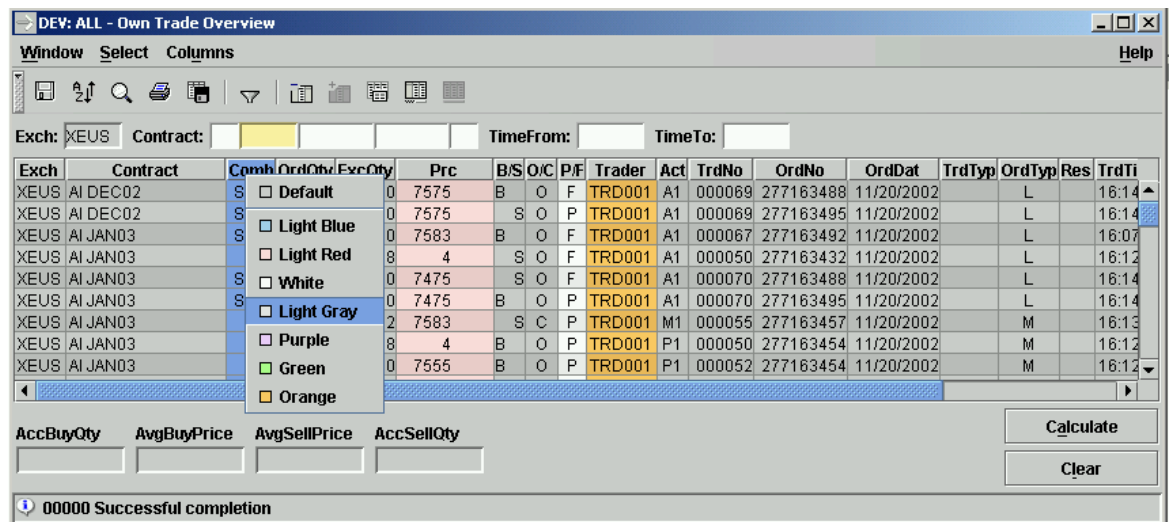 DEV: ALL - Own Trade Overview
Window Select Columns Help
Exch: XEUS Contract: TimeFrom: TimeTo:
Exch Contract Comb OrdQty ExcQty Prc B/S O/C P/F Trader Act TrdNo OrdNo OrdDat TrdTyp OrdTyp Res TrdTi
XEUS AI DEC02 S 0 7575 B O F TRD001 A1 000069 277163488 11/20/2002 L 16:14
XEUS AI DEC02 S 0 7575 S O P TRD001 A1 000069 277163495 11/20/2002 L 16:14
XEUS AI JAN03 S 0 7583 B O F TRD001 A1 000067 277163492 11/20/2002 L 16:07
XEUS AI JAN03 8 4 S O F TRD001 A1 000050 277163432 11/20/2002 L 16:12
XEUS AI JAN03 S 0 7475 S O F TRD001 A1 000070 277163488 11/20/2002 L 16:14
XEUS AI JAN03 S 0 7475 B O P TRD001 A1 000070 277163495 11/20/2002 L 16:14
XEUS AI JAN03 2 7583 S C P TRD001 M1 000055 277163457 11/20/2002 M 16:13
XEUS AI JAN03 8 4 B O P TRD001 P1 000050 277163454 11/20/2002 M 16:12
XEUS AI JAN03 0 7555 B O P TRD001 P1 000052 277163454 11/20/2002 M 16:12
Default
Light Blue
Light Red
White
Light Gray
Purple
Green
Orange
AccBuyQty AvgBuyPrice AvgSellPrice AccSellQty
Calculate
Clear
00000 Successful completion